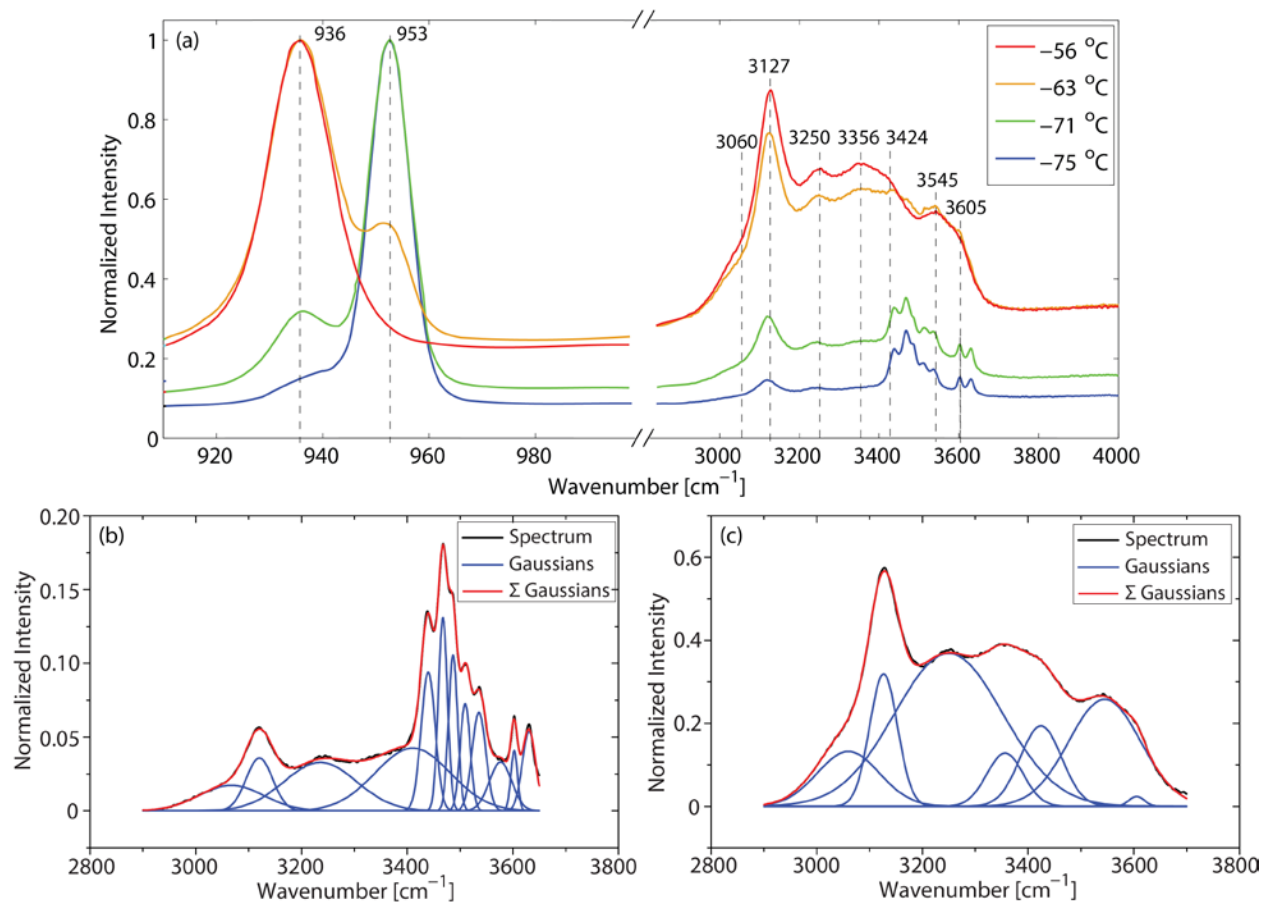 (a)
936
953
//
−56 °C
−63 °C
−71 °C
−75 °C
3127
3060
3250
3356
3424
3545
3605
Normalized Intensity
1
0.8
0.6
0.4
0.2
0
920
940
960
980
//
3000
3200
3400
3600
3800
4000
Wavenumber [cm⁻¹]
(b)
Spectrum
Gaussians
Σ Gaussians
Normalized Intensity
0.20
0.15
0.10
0.05
0
2800
3000
3200
3400
3600
3800
Wavenumber [cm⁻¹]
(c)
Spectrum
Gaussians
Σ Gaussians
Normalized Intensity
0.6
0.4
0.2
0
2800
3000
3200
3400
3600
3800
Wavenumber [cm⁻¹]